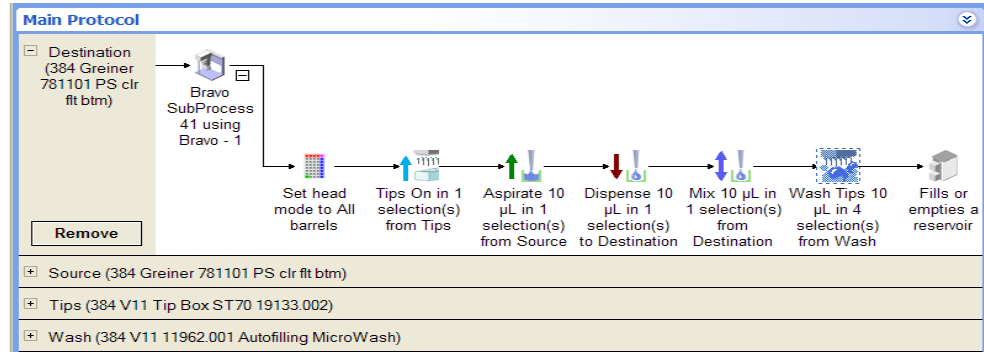 Main Protocol
Destination
(384 Greiner
781101 PS clr
flt btm)
Remove
Bravo
SubProcess
41 using
Bravo - 1
Set head
mode to All
barrels
Tips On in 1
selection(s)
from Tips
Aspirate 10
µL in 1
selection(s)
from Source
Dispense 10
µL in 1
selection(s)
to Destination
Mix 10 µL in
1 selection(s)
from
Destination
Wash Tips 10
µL in 4
selection(s)
from Wash
Fills or
empties a
reservoir
Source (384 Greiner 781101 PS clr flt btm)
Tips (384 V11 Tip Box ST70 19133.002)
Wash (384 V11 11962.001 Autofilling MicroWash)